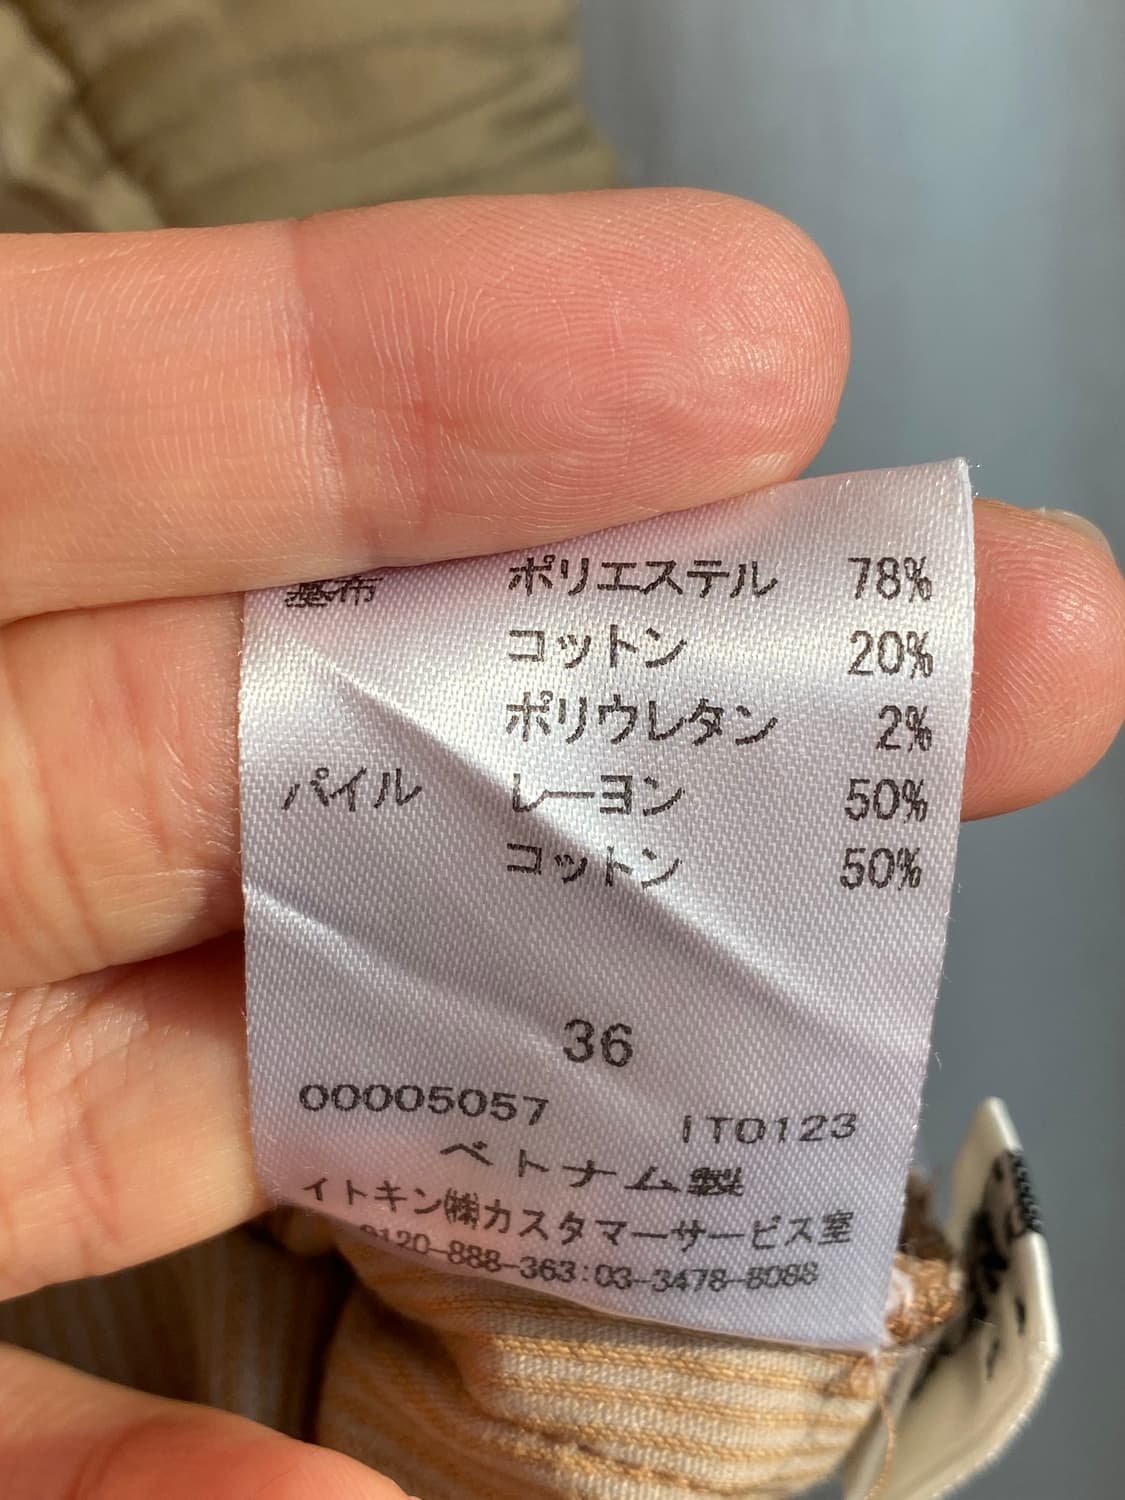 基布 ポリエステル 78%
コットン 20%
ポリウレタン 2%
パイル レーヨン 50%
コットン 50%
36
00005057 IT0123
ベトナム製
イトキン㈱カスタマーサービス室
0120-888-363:03-3478-8088